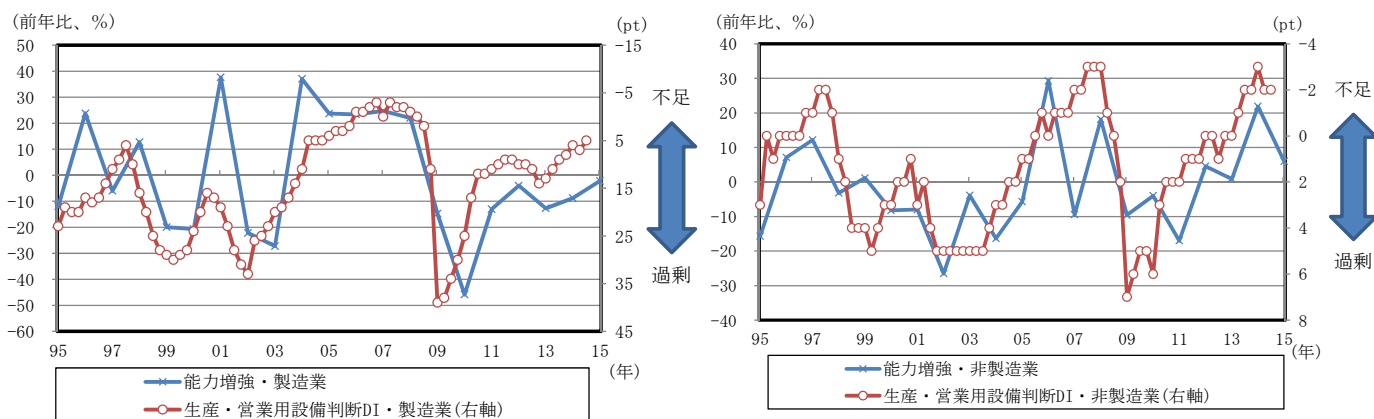 (前年比、%)
(pt)
50
40
30
20
10
0
-10
-20
-30
-40
-50
-60
-15
-5
5
15
25
35
45
不足
過剰
95 97 99 01 03 05 07 09 11 13 15
(年)
能力増強・製造業
生産・営業用設備判断DI・製造業(右軸)
(前年比、%)
(pt)
40
30
20
10
0
-10
-20
-30
-40
-4
-2
0
2
4
6
8
不足
過剰
95 97 99 01 03 05 07 09 11 13 15
(年)
能力増強・非製造業
生産・営業用設備判断DI・非製造業(右軸)